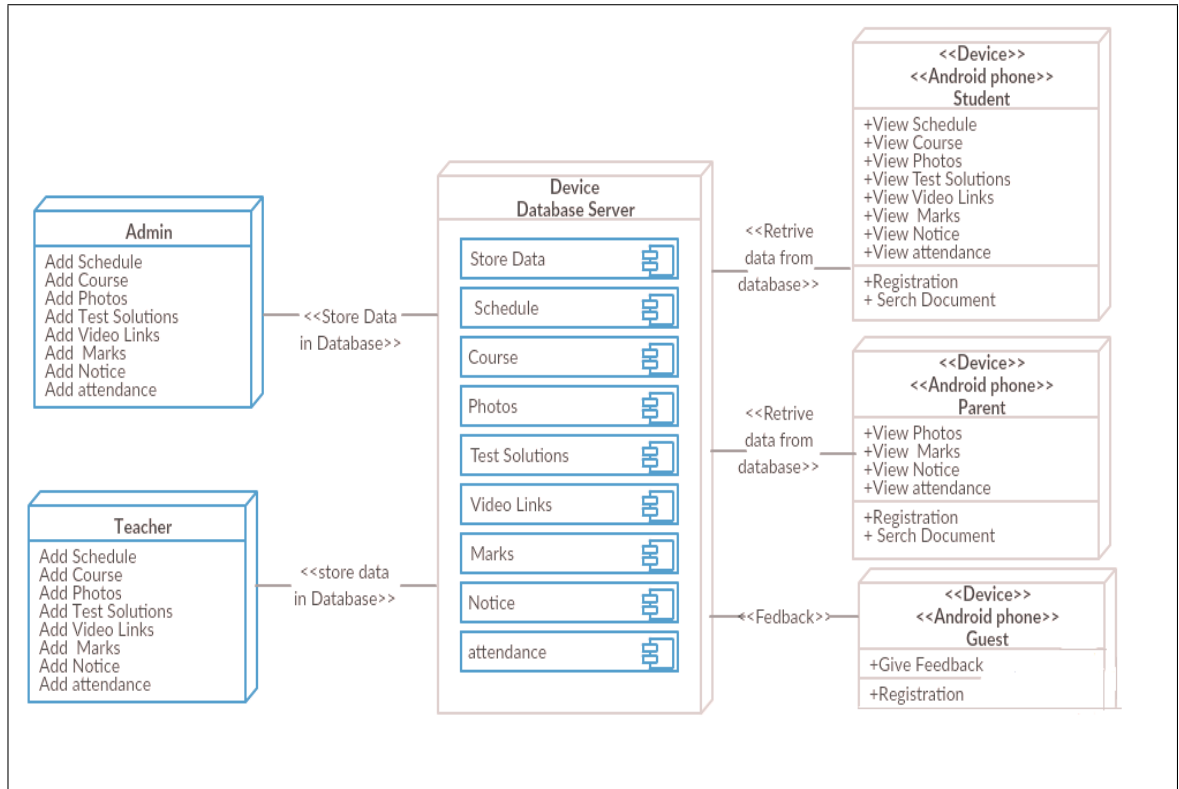 Admin
Add Schedule
Add Course
Add Photos
Add Test Solutions
Add Video Links
Add  Marks
Add Notice
Add attendance
<<Store Data
in Database>>
Teacher
Add Schedule
Add Course
Add Photos
Add Test Solutions
Add Video Links
Add  Marks
Add Notice
Add attendance
<<store data
in Database>>
Device
Database Server
Store Data
Schedule
Course
Photos
Test Solutions
Video Links
Marks
Notice
attendance
<<Retrive
data from
database>>
<<Device>>
<<Android phone>>
Student
+View Schedule
+View Course
+View Photos
+View Test Solutions
+View Video Links
+View  Marks
+View Notice
+View attendance
+Registration
+ Serch Document
<<Retrive
data from
database>>
<<Device>>
<<Android phone>>
Parent
+View Photos
+View  Marks
+View Notice
+View attendance
+Registration
+ Serch Document
<<Fedback>>
<<Device>>
<<Android phone>>
Guest
+Give Feedback
+Registration